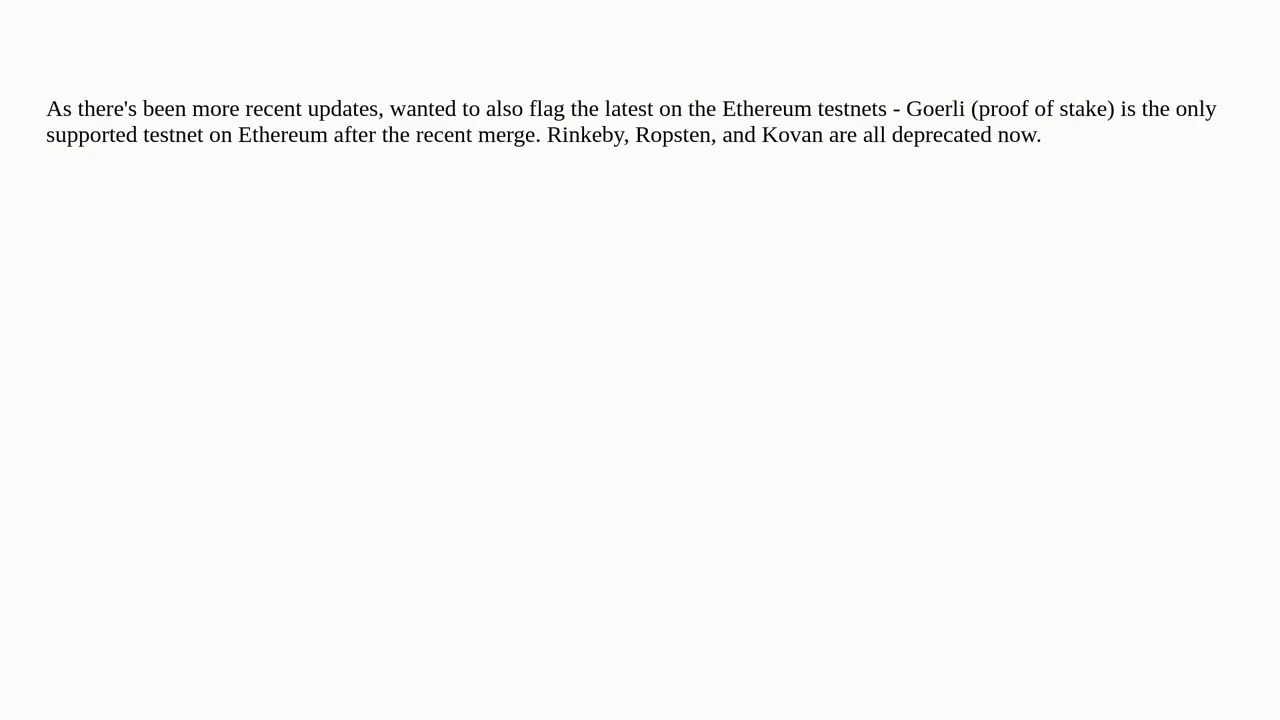 As there's been more recent updates, wanted to also flag the latest on the Ethereum testnets - Goerli (proof of stake) is the only
supported testnet on Ethereum after the recent merge. Rinkeby, Ropsten, and Kovan are all deprecated now.